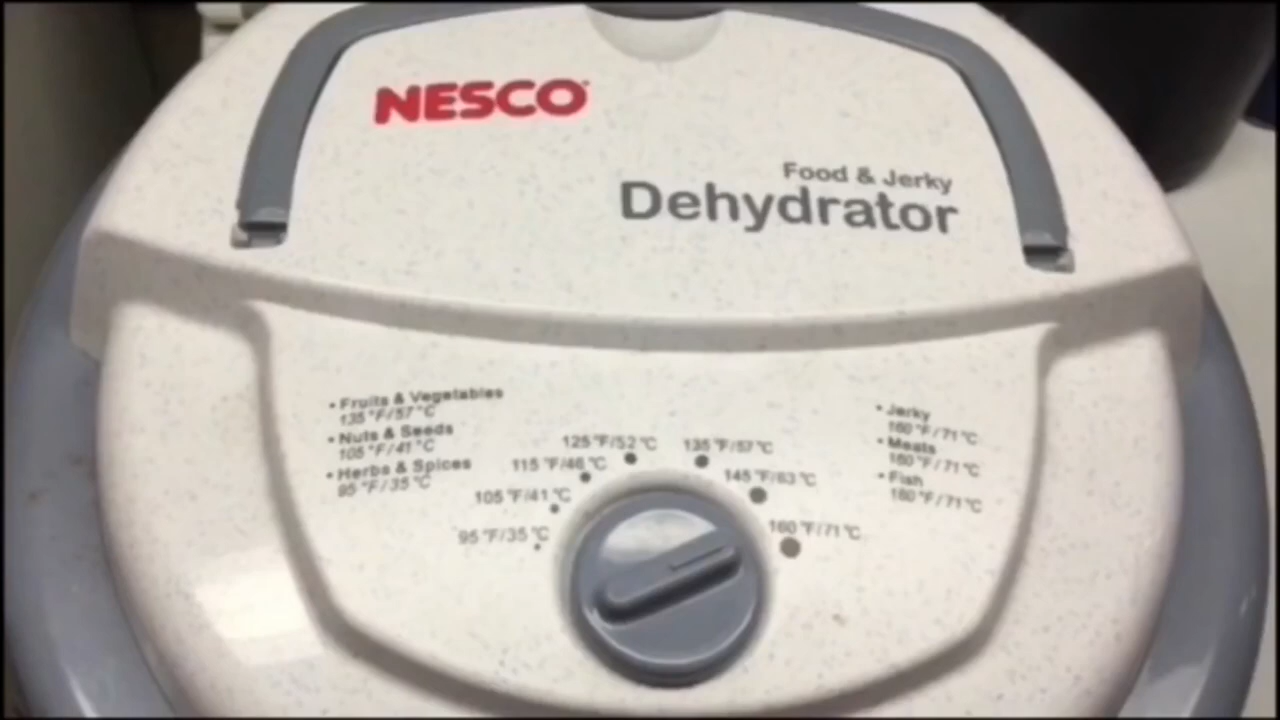 NESCO
Food & Jerky
Dehydrator
• Fruits & Vegetables
135 °F/57 °C
• Nuts & Seeds
105 °F/41 °C
• Herbs & Spices
95 °F/35 °C
• Jerky
160 °F/71 °C
• Meats
160 °F/71 °C
• Fish
160 °F/71 °C
95 °F/35 °C
105 °F/41 °C
115 °F/46 °C
125 °F/52 °C
135 °F/57 °C
145 °F/63 °C
160 °F/71 °C